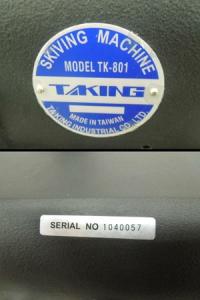 SKIVING MACHINE
MODEL TK-801
TAKING
MADE IN TAIWAN
TAKING INDUSTRIAL CO.,LTD.
SERIAL NO 1040057